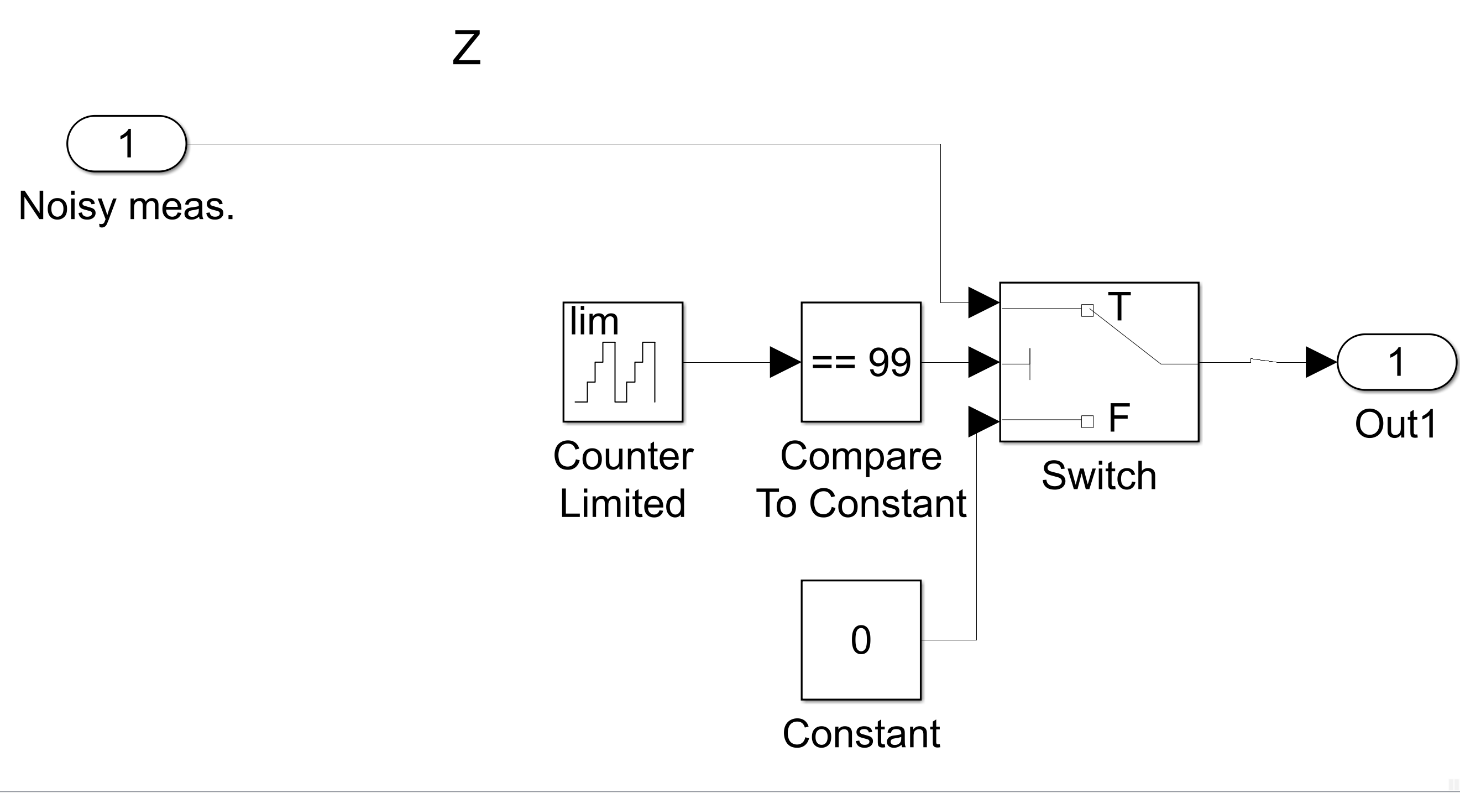 Z
1
Noisy meas.
lim
T
== 99
1
F
Out1
Counter
Limited
Compare
To Constant
Switch
0
Constant